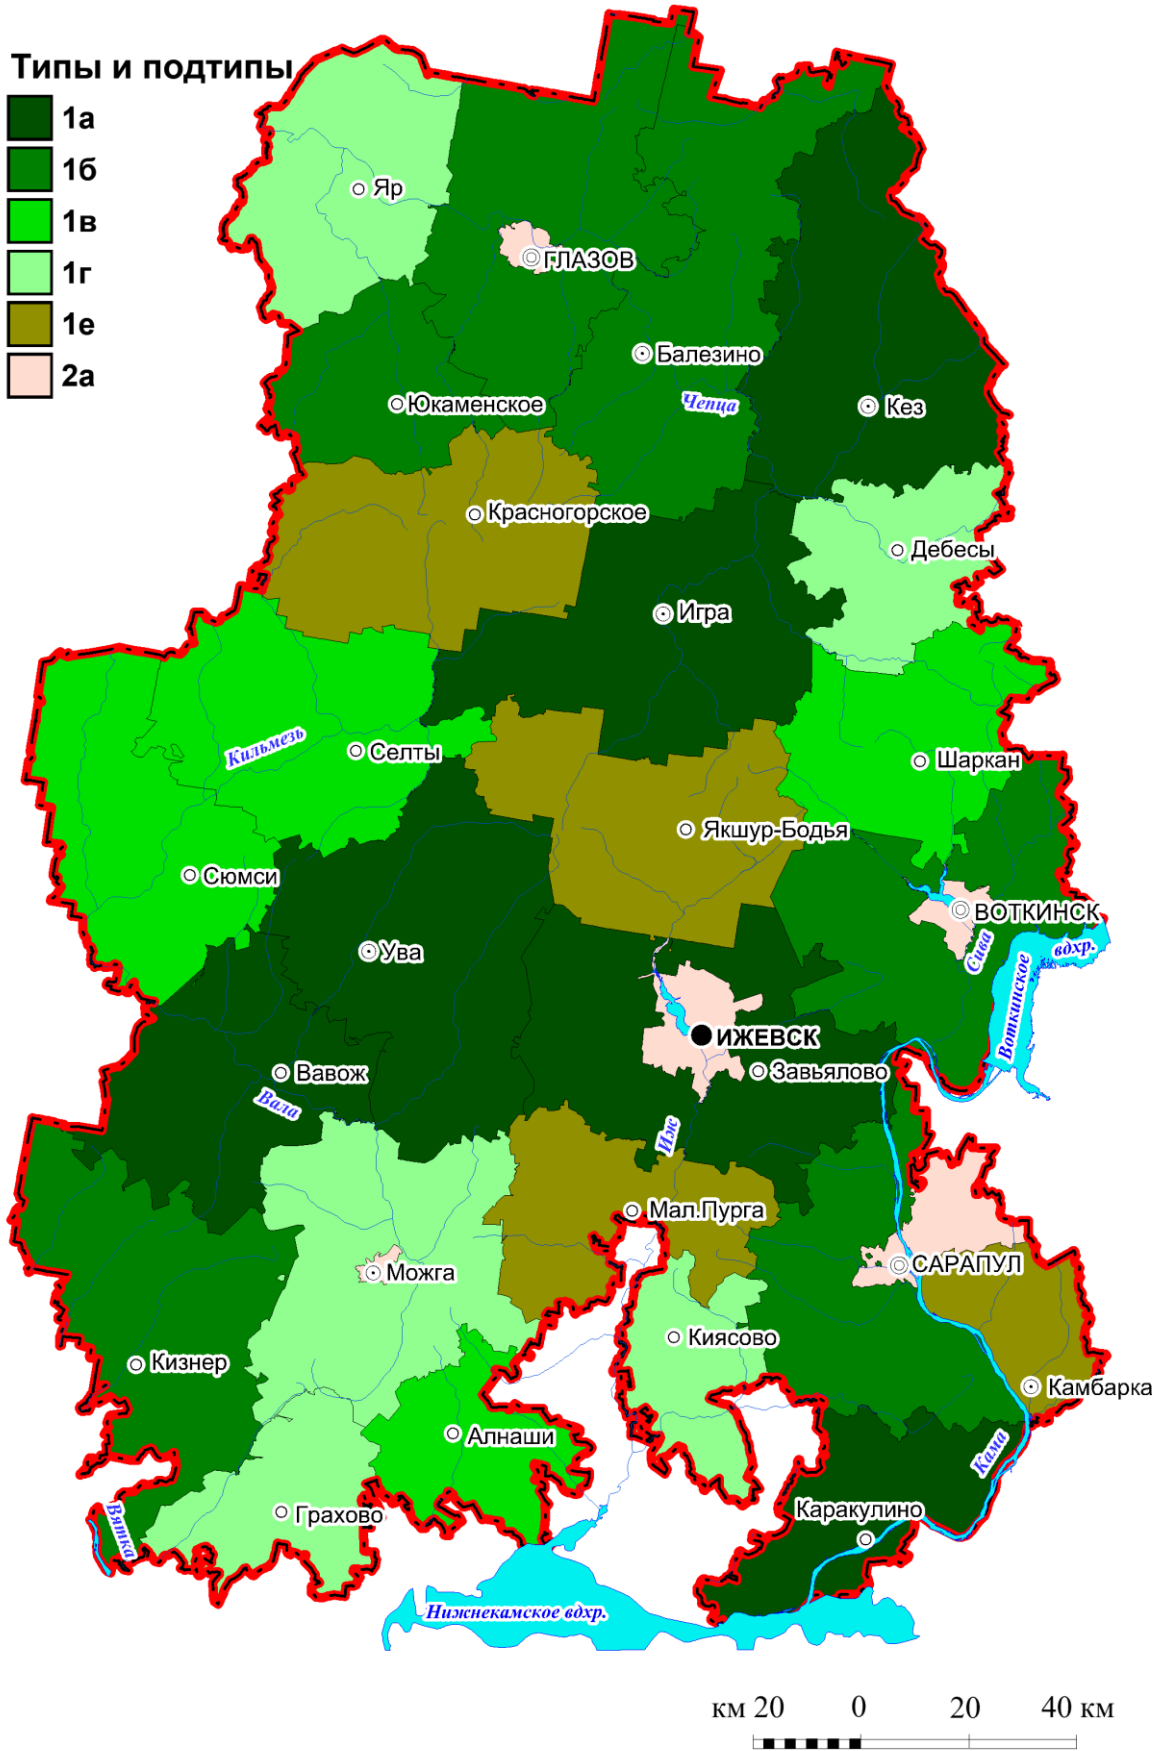 Типы и подтипы
1а
1б
1в
1г
1е
2а
Яр
ГЛАЗОВ
Балезино
Чепца
Юкаменское
Кез
Красногорское
Дебесы
Игра
Кильмезь
Селты
Шаркан
Якшур-Бодья
Сюмси
ВОТКИНСК
Сива
Воткинское
вдхр.
Ува
ИЖЕВСК
Завьялово
Вавож
Вала
Иж
Мал.Пурга
САРАПУЛ
Можга
Киясово
Кизнер
Камбарка
Алнаши
Кама
Грахово
Каракулино
Вятка
Нижнекамское вдхр.
км 20 0 20 40 км